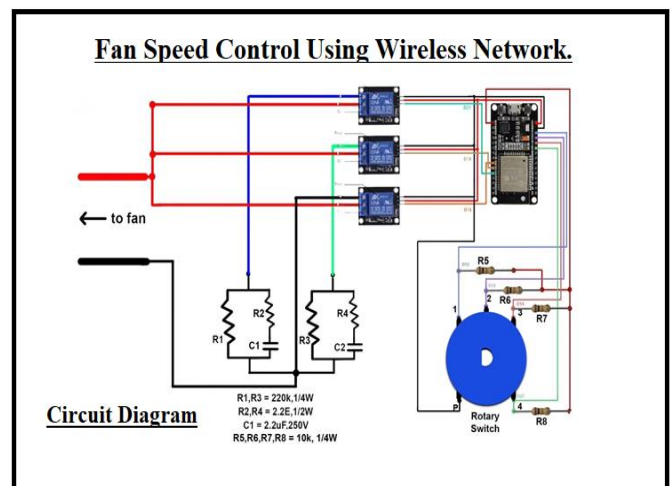 Fan Speed Control Using Wireless Network.
← to fan
R1
R2
C1
R3
R4
C2
R5
R6
R7
R8
1
2
3
4
P
Rotary
Switch
R1,R3 = 220k,1/4W
R2,R4 = 2.2E,1/2W
C1 = 2.2uF,250V
R5,R6,R7,R8 = 10k, 1/4W
Circuit Diagram